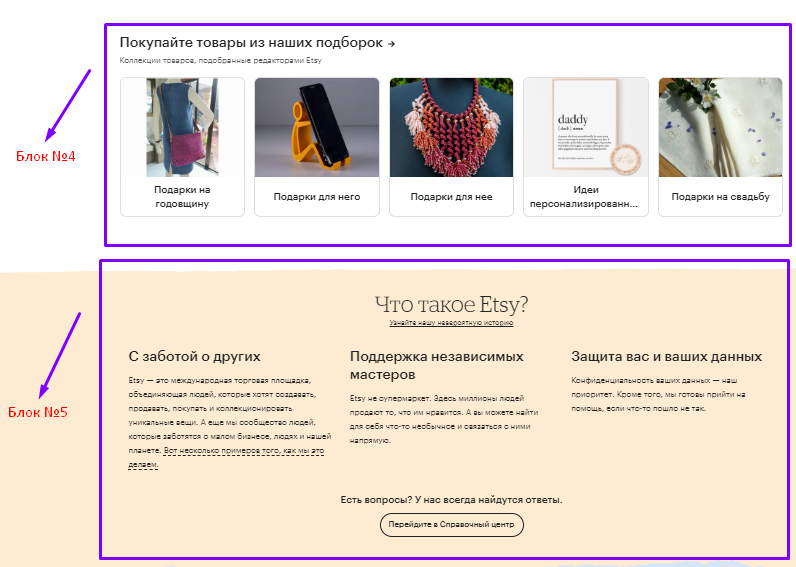 Покупайте товары из наших подборок →
Коллекции товаров, подобранные редакторами Etsy
Блок №4
daddy
[dad·dy] noun
Подарки на
годовщину
Подарки для него
Подарки для нее
Идеи
персонализированн...
Подарки на свадьбу
Что такое Etsy?
Узнайте нашу невероятную историю
С заботой о других
Etsy — это международная торговая площадка,
объединяющая людей, которые хотят создавать,
продавать, покупать и коллекционировать
уникальные вещи. А еще мы сообщество людей,
которые заботятся о малом бизнесе, людях и нашей
планете. Вот несколько примеров того, как мы это
делаем.
Поддержка независимых
мастеров
Etsy не супермаркет. Здесь миллионы людей
продают то, что им нравится. А вы можете найти
для себя что-то необычное и связаться с ними
напрямую.
Защита вас и ваших данных
Конфиденциальность ваших данных — наш
приоритет. Кроме того, мы готовы прийти на
помощь, если что-то пошло не так.
Блок №5
Есть вопросы? У нас всегда найдутся ответы.
Перейдите в Справочный центр